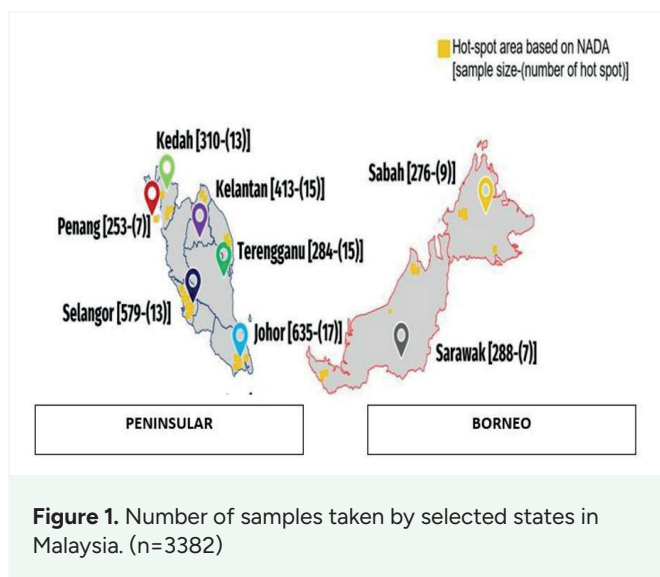 Hot-spot area based on NADA
[sample size-(number of hot spot)]
Kedah [310-(13)]
Kelantan [413-(15)]
Penang [253-(7)]
Terengganu [284-(15)]
Selangor [579-(13)]
Johor [635-(17)]
Sabah [276-(9)]
Sarawak [288-(7)]
PENINSULAR
BORNEO
Figure 1. Number of samples taken by selected states in
Malaysia. (n=3382)